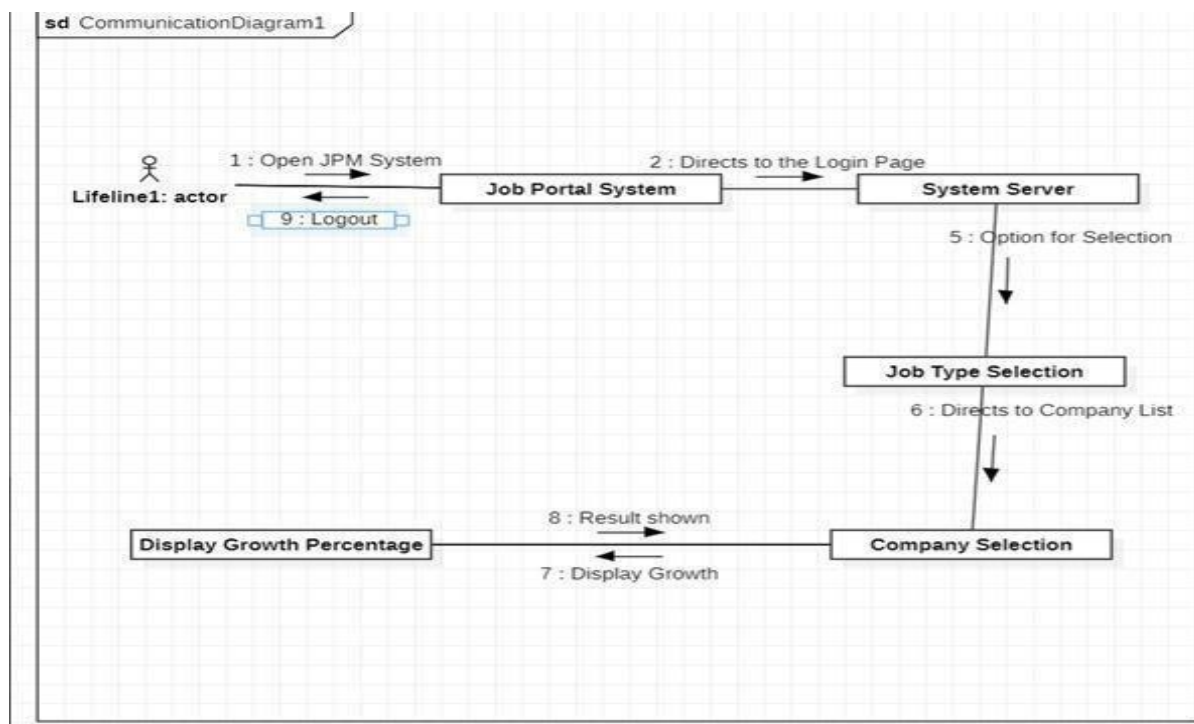 sd CommunicationDiagram1
1 : Open JPM System
2 : Directs to the Login Page
Lifeline1: actor
Job Portal System
System Server
9 : Logout
5 : Option for Selection
Job Type Selection
6 : Directs to Company List
8 : Result shown
Display Growth Percentage
Company Selection
7 : Display Growth